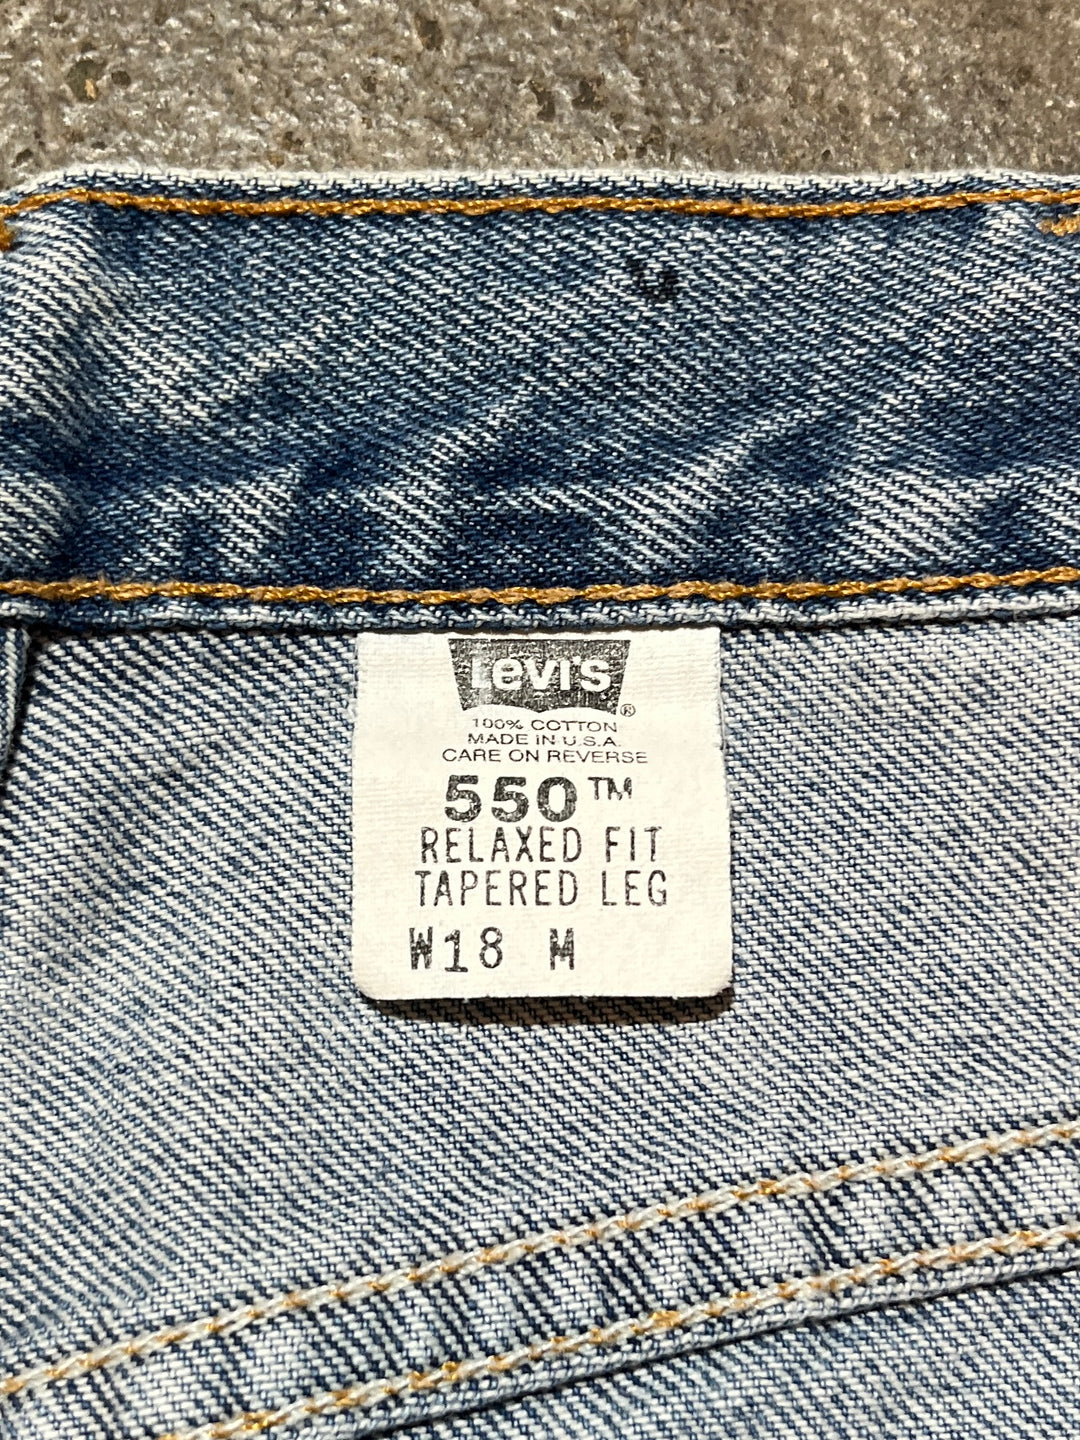 Levi's®
100% COTTON
MADE IN U.S.A.
CARE ON REVERSE
550™
RELAXED FIT
TAPERED LEG
W18 M